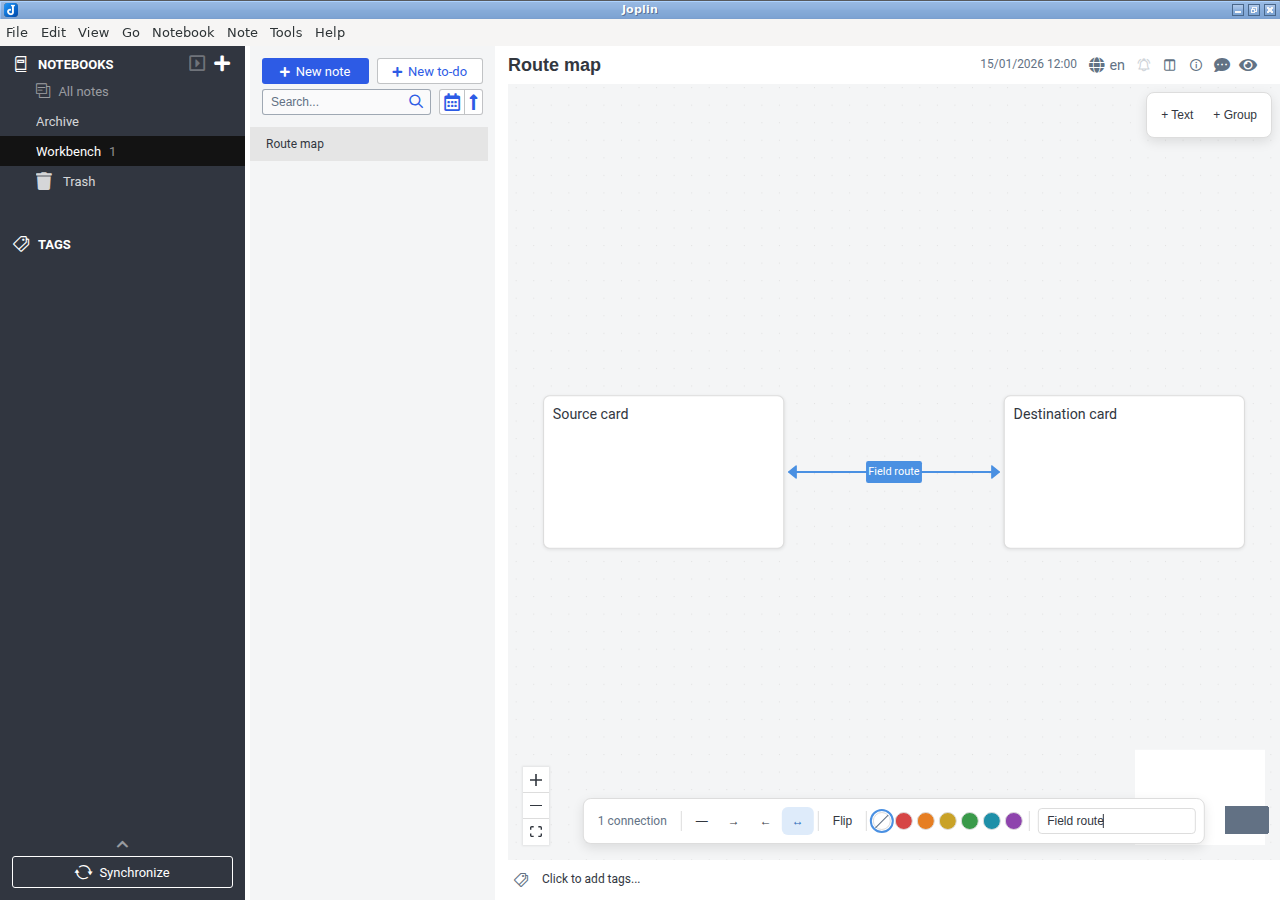 Joplin
File Edit View Go Notebook Note Tools Help
NOTEBOOKS
All notes
Archive
Workbench 1
Trash
TAGS
Synchronize
New note
New to-do
Search...
Route map
Route map
15/01/2026 12:00
en
+ Text + Group
Source card
Field route
Destination card
1 connection
Flip
Field route
Click to add tags...